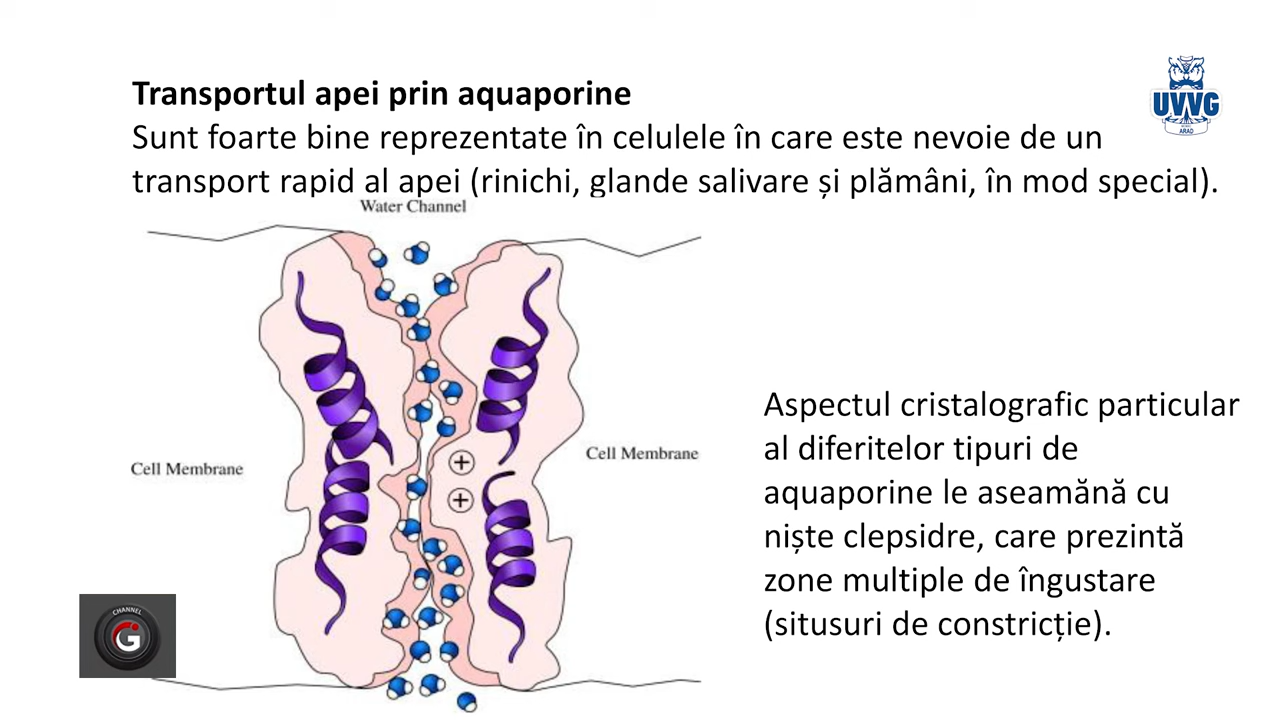 Transportul apei prin aquaporine
Sunt foarte bine reprezentate în celulele în care este nevoie de un
transport rapid al apei (rinichi, glande salivare și plămâni, în mod special).
UVVG
ARAD
Water Channel
Cell Membrane
Cell Membrane
+
+
Aspectul cristalografic particular
al diferitelor tipuri de
aquaporine le aseamănă cu
niște clepsidre, care prezintă
zone multiple de îngustare
(situsuri de constricție).
CHANNEL
G